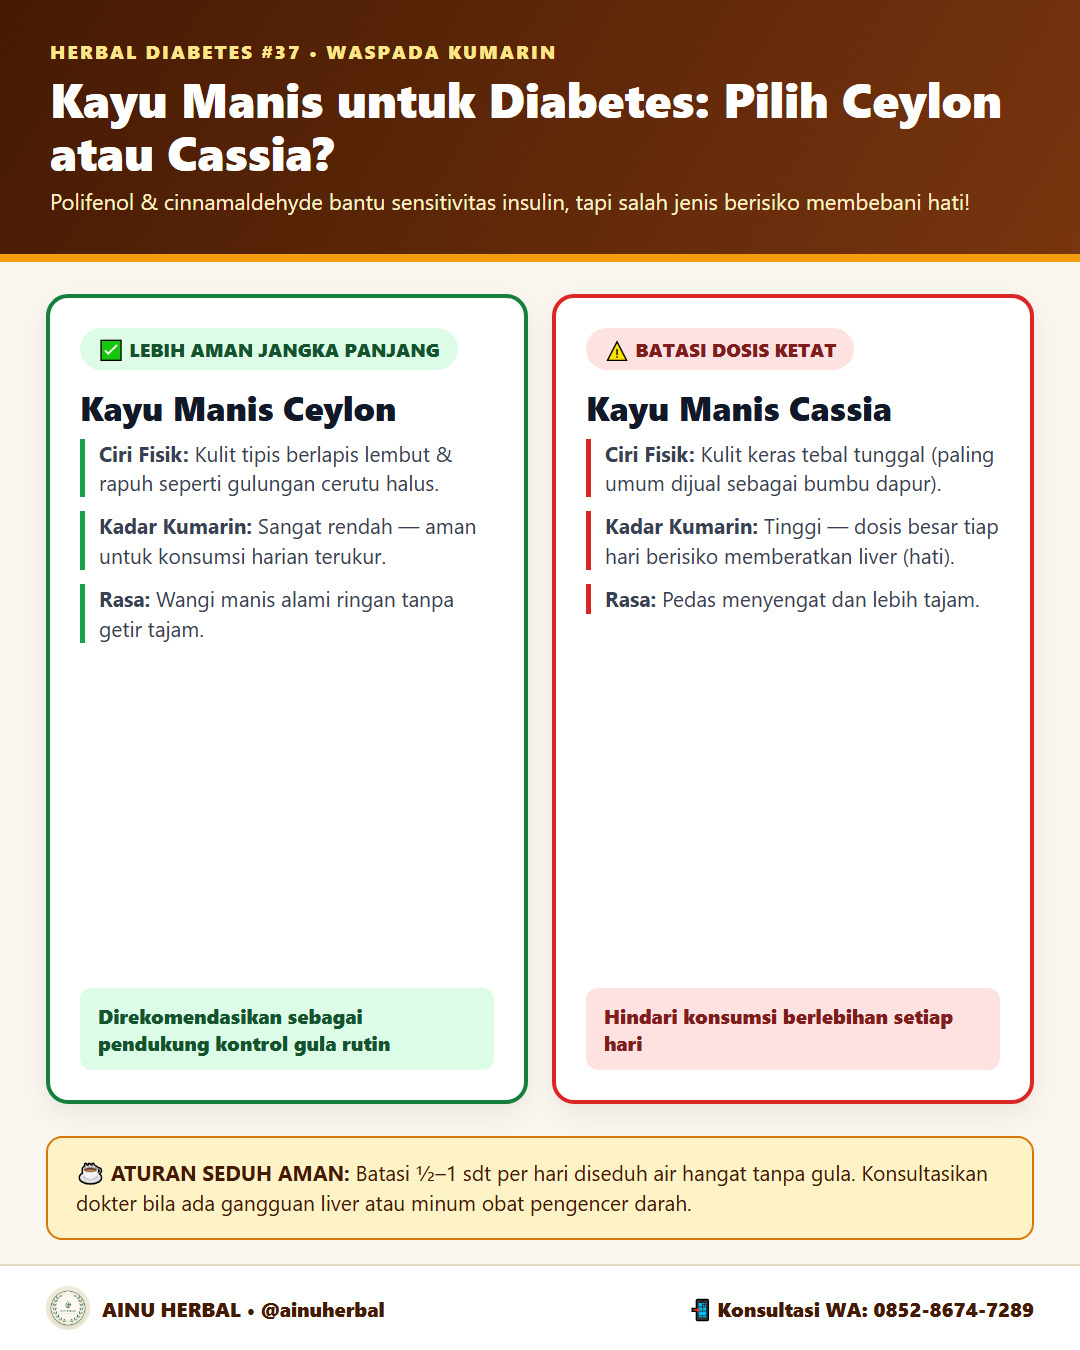 HERBAL DIABETES #37 • WASPADA KUMARIN
Kayu Manis untuk Diabetes: Pilih Ceylon
atau Cassia?
Polifenol & cinnamaldehyde bantu sensitivitas insulin, tapi salah jenis berisiko membebani hati!
✅ LEBIH AMAN JANGKA PANJANG
Kayu Manis Ceylon
Ciri Fisik: Kulit tipis berlapis lembut &
rapuh seperti gulungan cerutu halus.
Kadar Kumarin: Sangat rendah — aman
untuk konsumsi harian terukur.
Rasa: Wangi manis alami ringan tanpa
getir tajam.
Direkomendasikan sebagai
pendukung kontrol gula rutin
⚠️ BATASI DOSIS KETAT
Kayu Manis Cassia
Ciri Fisik: Kulit keras tebal tunggal (paling
umum dijual sebagai bumbu dapur).
Kadar Kumarin: Tinggi — dosis besar tiap
hari berisiko memberatkan liver (hati).
Rasa: Pedas menyengat dan lebih tajam.
Hindari konsumsi berlebihan setiap
hari
☕ ATURAN SEDUH AMAN: Batasi ½–1 sdt per hari diseduh air hangat tanpa gula. Konsultasikan
dokter bila ada gangguan liver atau minum obat pengencer darah.
AINU HERBAL • @ainuherbal
📲 Konsultasi WA: 0852-8674-7289